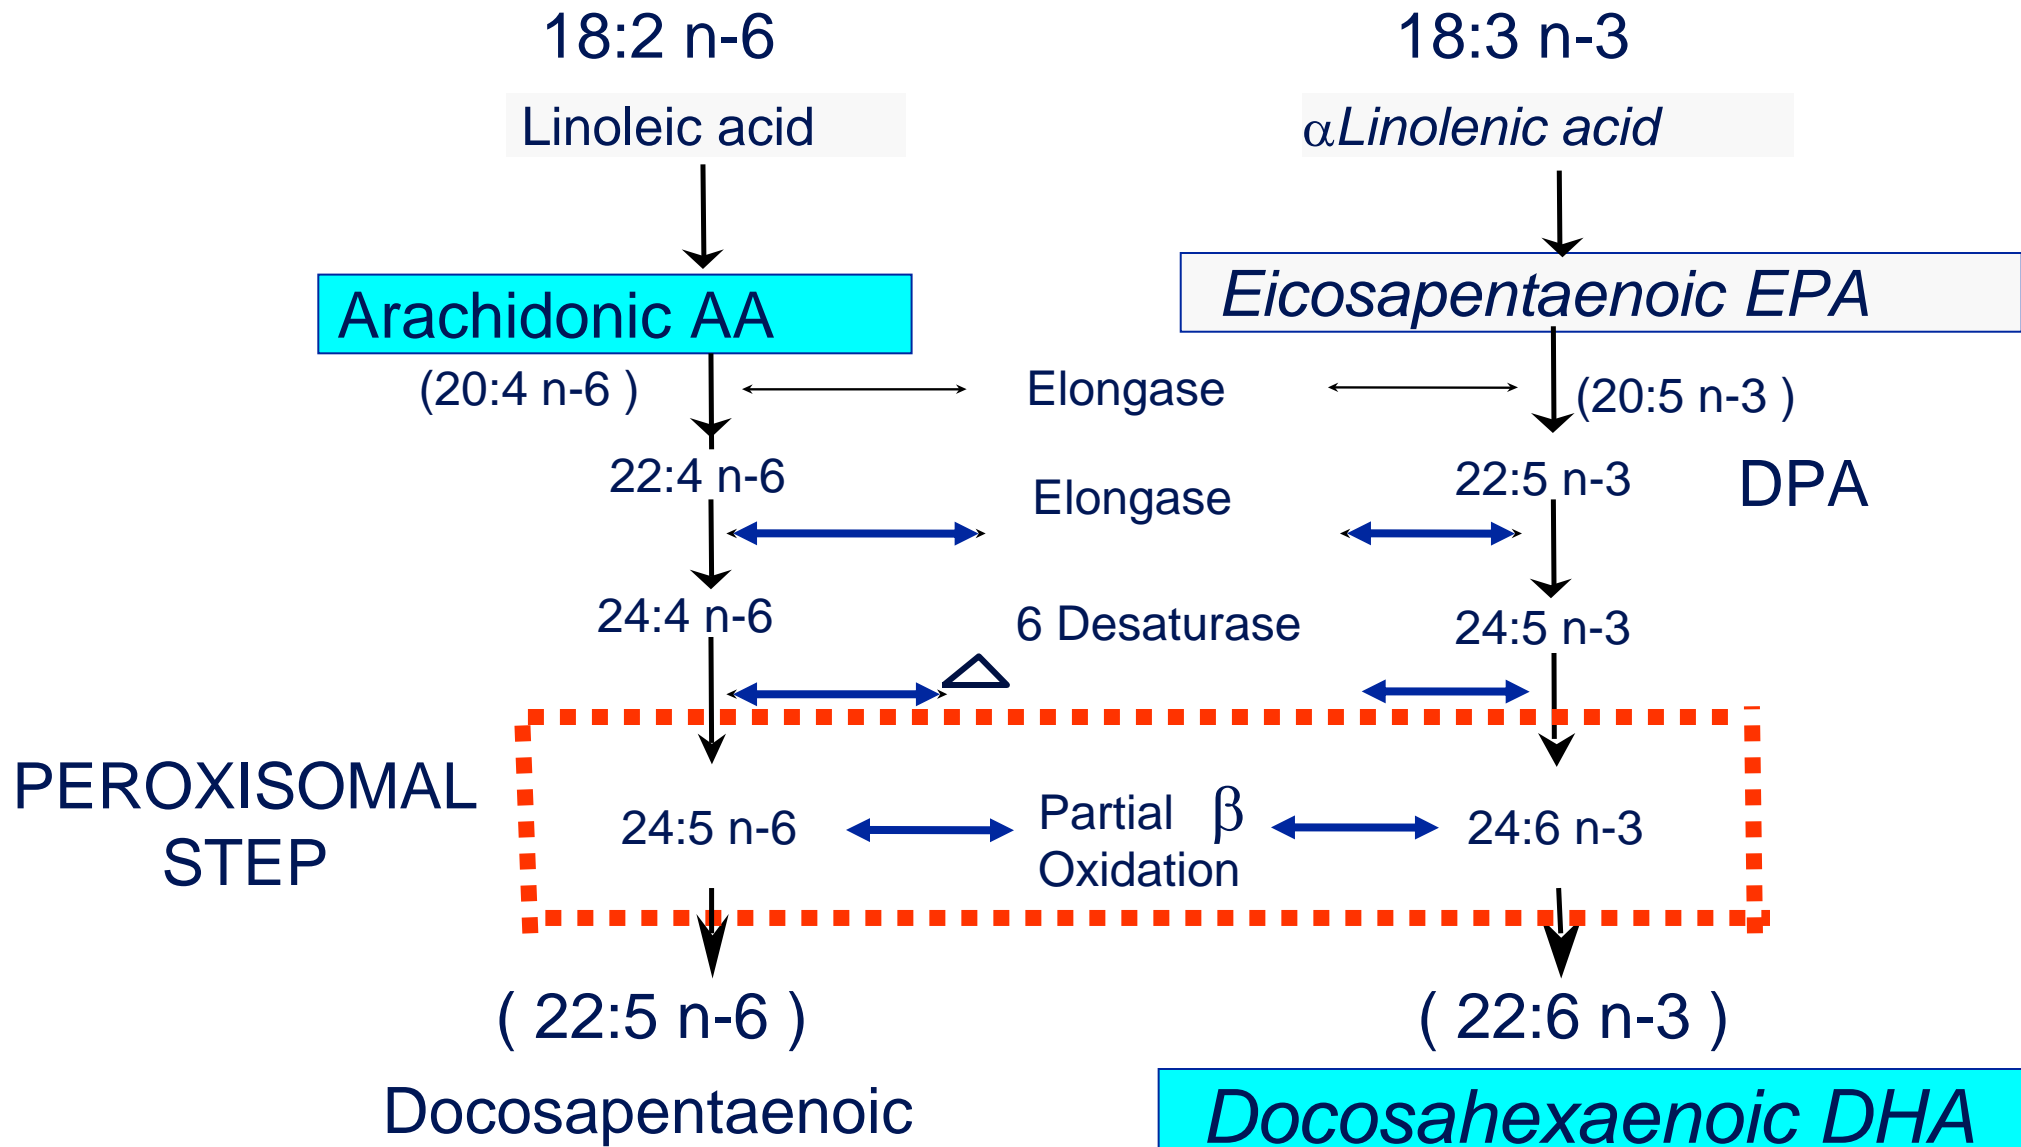 18:2 n-6 18:3 n-3
Linoleic acid αLinolenic acid
Arachidonic AA Eicosapentaenoic EPA
(20:4 n-6 ) Elongase (20:5 n-3 )
22:4 n-6 Elongase 22:5 n-3 DPA
24:4 n-6 6 Desaturase 24:5 n-3
PEROXISOMAL
STEP
24:5 n-6 Partial β 24:6 n-3
Oxidation
( 22:5 n-6 ) ( 22:6 n-3 )
Docosapentaenoic Docosahexaenoic DHA